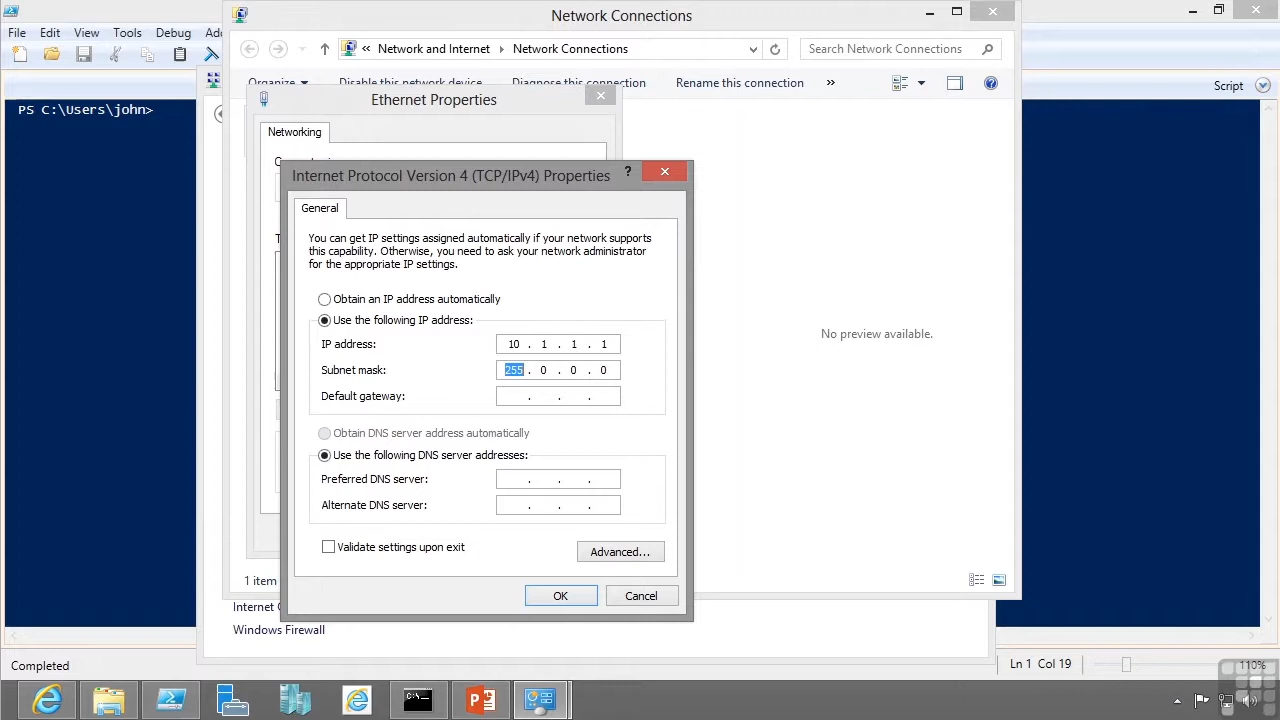 Network Connections
File Edit View Tools Debug
Network and Internet Network Connections
Search Network Connections
Organize Disable this network device Diagnose this connection Rename this connection »
Script
PS C:\Users\john>
Ethernet Properties
Networking
Internet Protocol Version 4 (TCP/IPv4) Properties
General
You can get IP settings assigned automatically if your network supports
this capability. Otherwise, you need to ask your network administrator
for the appropriate IP settings.
Obtain an IP address automatically
Use the following IP address:
IP address: 10 . 1 . 1 . 1
Subnet mask: 255 . 0 . 0 . 0
Default gateway: . . .
Obtain DNS server address automatically
Use the following DNS server addresses:
Preferred DNS server: . . .
Alternate DNS server: . . .
Validate settings upon exit
Advanced...
OK Cancel
No preview available.
1 item
Internet
Windows Firewall
Completed
Ln 1 Col 19
110%